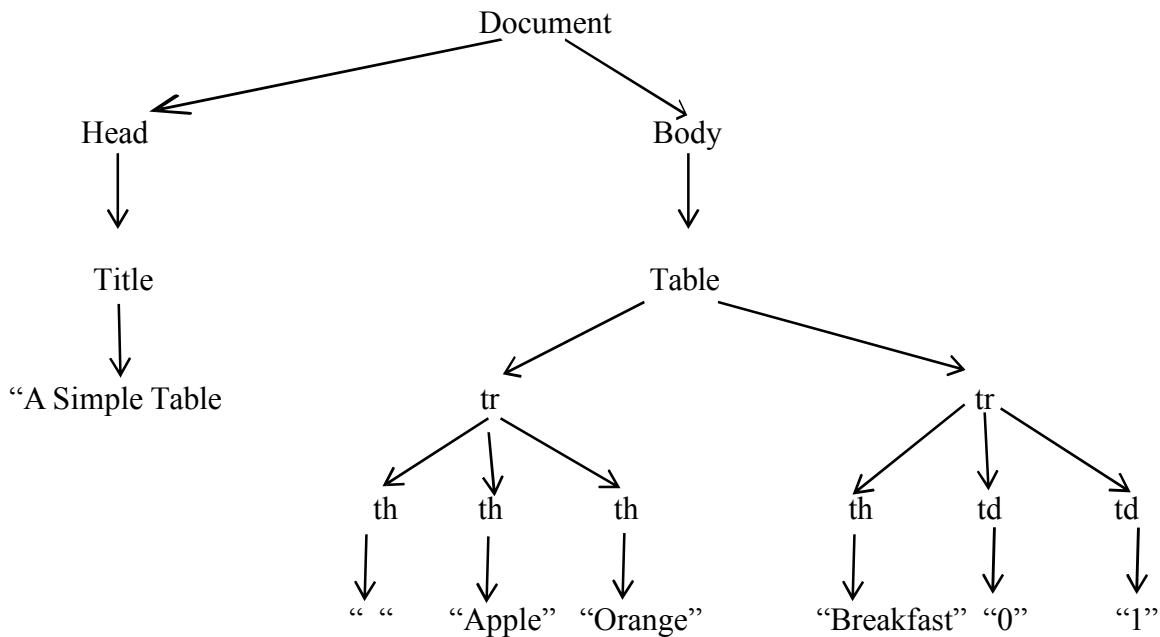 Document
Head Body
Title Table
“A Simple Table
tr tr
th th th th td td
“ “ “Apple” “Orange” “Breakfast” “0” “1”